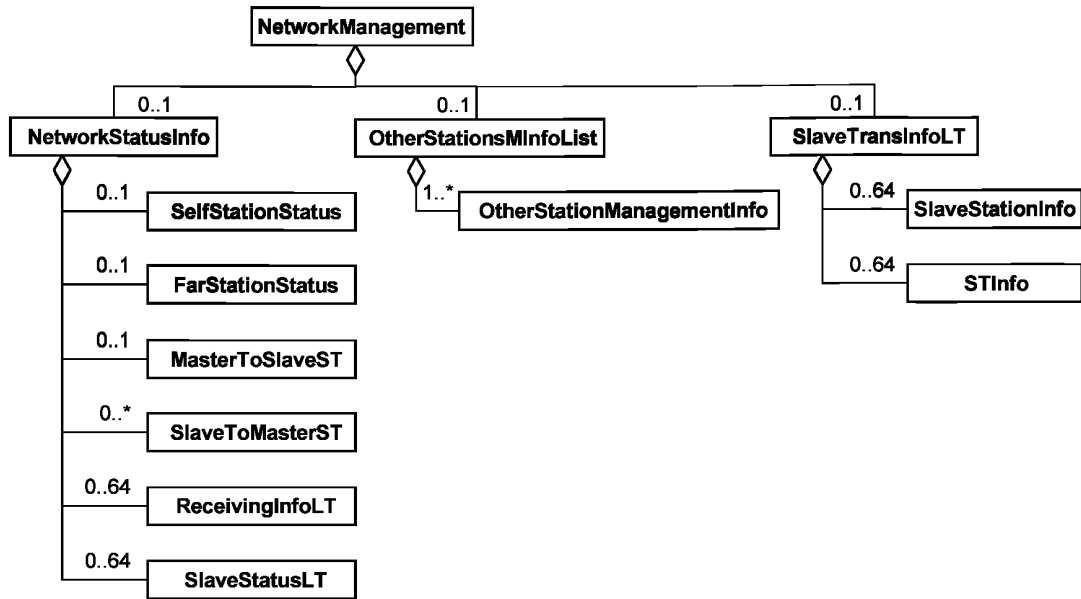 NetworkManagement
0..1 0..1 0..1
NetworkStatusInfo OtherStationsMInfoList SlaveTransInfoLT
0..1 1..* 0..64
SelfStationStatus OtherStationManagementInfo SlaveStationInfo
0..1 0..64
FarStationStatus STInfo
0..1
MasterToSlaveST
0..*
SlaveToMasterST
0..64
ReceivingInfoLT
0..64
SlaveStatusLT